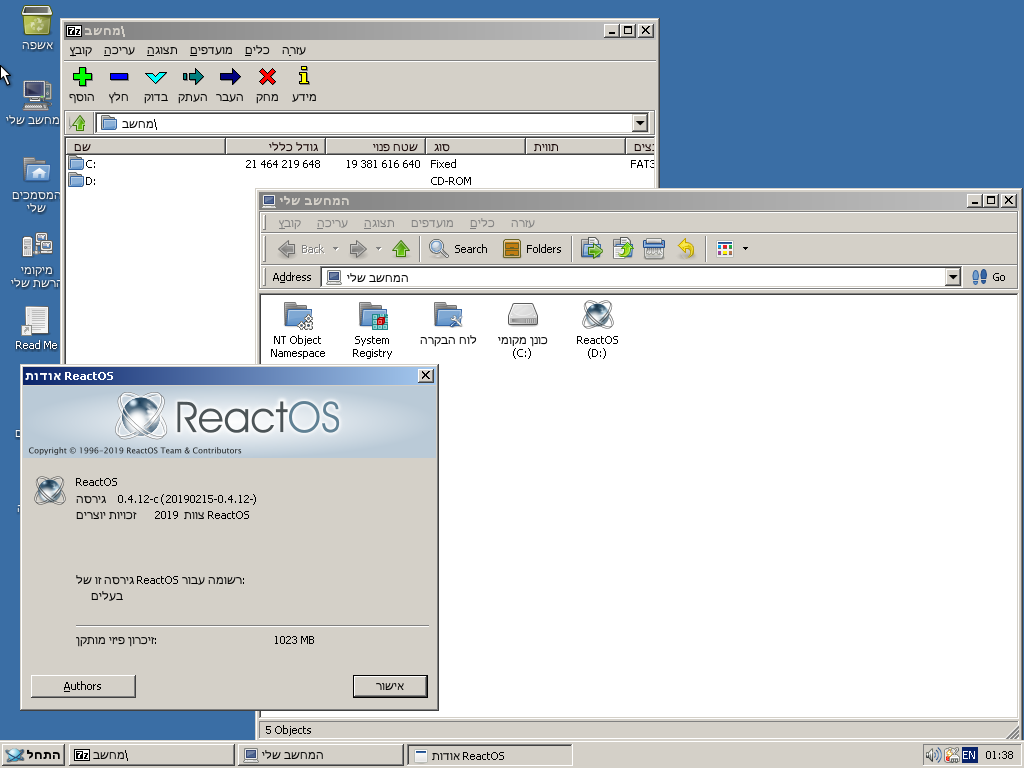 אשפה
מחשב שלי
המסמכים
שלי
מיקומי
הרשת שלי
Read Me
מחשב\
קובץ עריכה תצוגה מועדפים כלים עזרה
הוסף חלץ בדוק העתק העבר מחק מידע
מחשב\
שם גודל כללי שטח פנוי סוג תווית
C: 21 464 219 648 19 381 616 640 Fixed FAT3
D: CD-ROM
המחשב שלי
קובץ עריכה תצוגה מועדפים כלים עזרה
Back Search Folders
Address המחשב שלי Go
NT Object
Namespace
System
Registry
לוח הבקרה
כונן מקומי
(C:)
ReactOS
(D:)
5 Objects
אודות ReactOS
ReactOS
Copyright © 1996-2019 ReactOS Team & Contributors
ReactOS
גירסה 0.4.12-c (20190215-0.4.12-)
זכויות יוצרים 2019 צוות ReactOS
גירסה זו של ReactOS רשומה עבור:
בעלים
זיכרון פיזי מותקן: 1023 MB
Authors אישור
התחל מחשב\ המחשב שלי אודות ReactOS EN 01:38